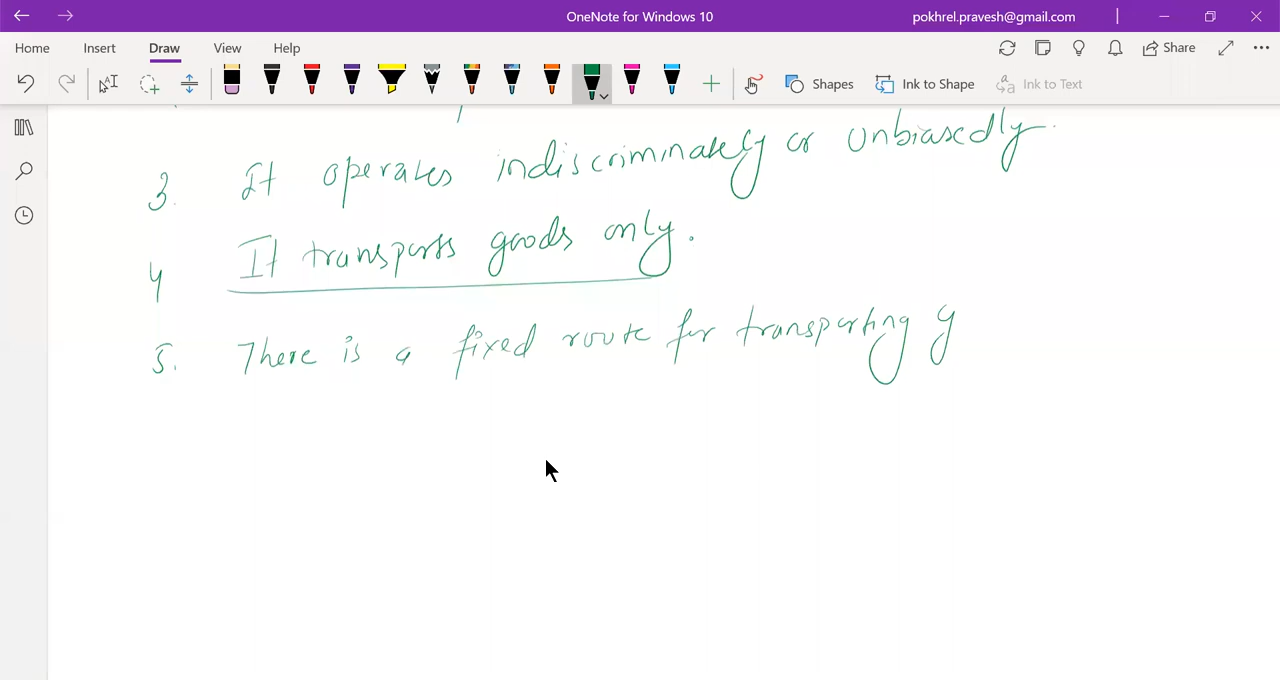 OneNote for Windows 10
pokhrel.pravesh@gmail.com
Home Insert Draw View Help
Share
Shapes Ink to Shape Ink to Text
3. It operates indiscriminately or unbiasedly.
4 It transports goods only.
5. There is a fixed route for transporting g